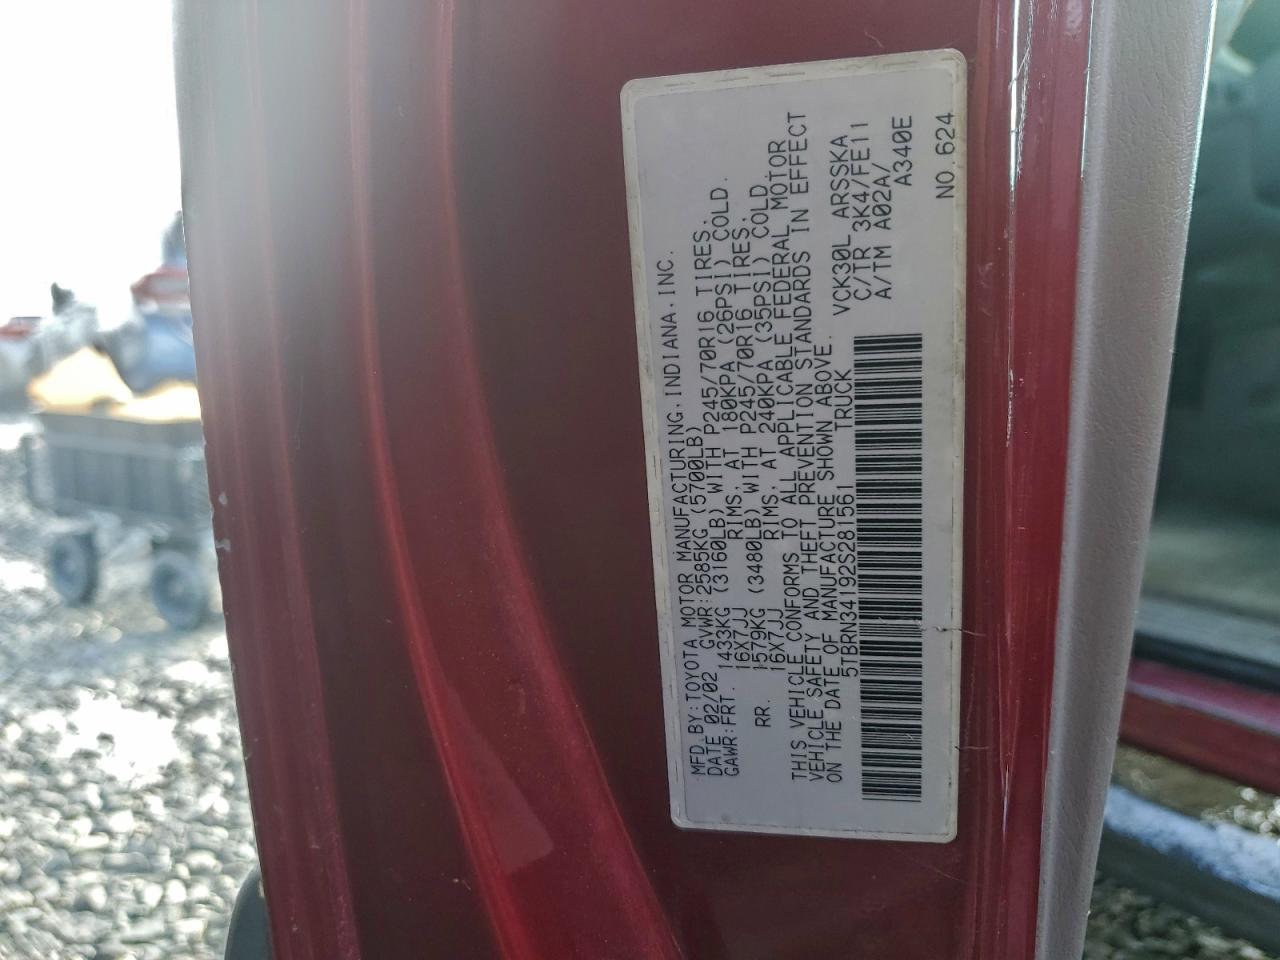 MFD.BY:TOYOTA MOTOR MANUFACTURING,INDIANA,INC.
DATE 02/02 GVWR:2585KG (5700LB)
GAWR:FRT. 1433KG (3160LB) WITH P245/70R16 TIRES,
16X7JJ RIMS, AT 180KPA (26PSI) COLD.
RR. 1579KG (3480LB) WITH P245/70R16 TIRES,
16X7JJ RIMS, AT 240KPA (35PSI) COLD.
THIS VEHICLE CONFORMS TO ALL APPLICABLE FEDERAL MOTOR
VEHICLE SAFETY AND THEFT PREVENTION STANDARDS IN EFFECT
ON THE DATE OF MANUFACTURE SHOWN ABOVE.
5TBRN34192S281561 TRUCK
VCK30L ARSSKA
C/TR 3K4/FE11
A/TM A02A/
A340E
NO.624